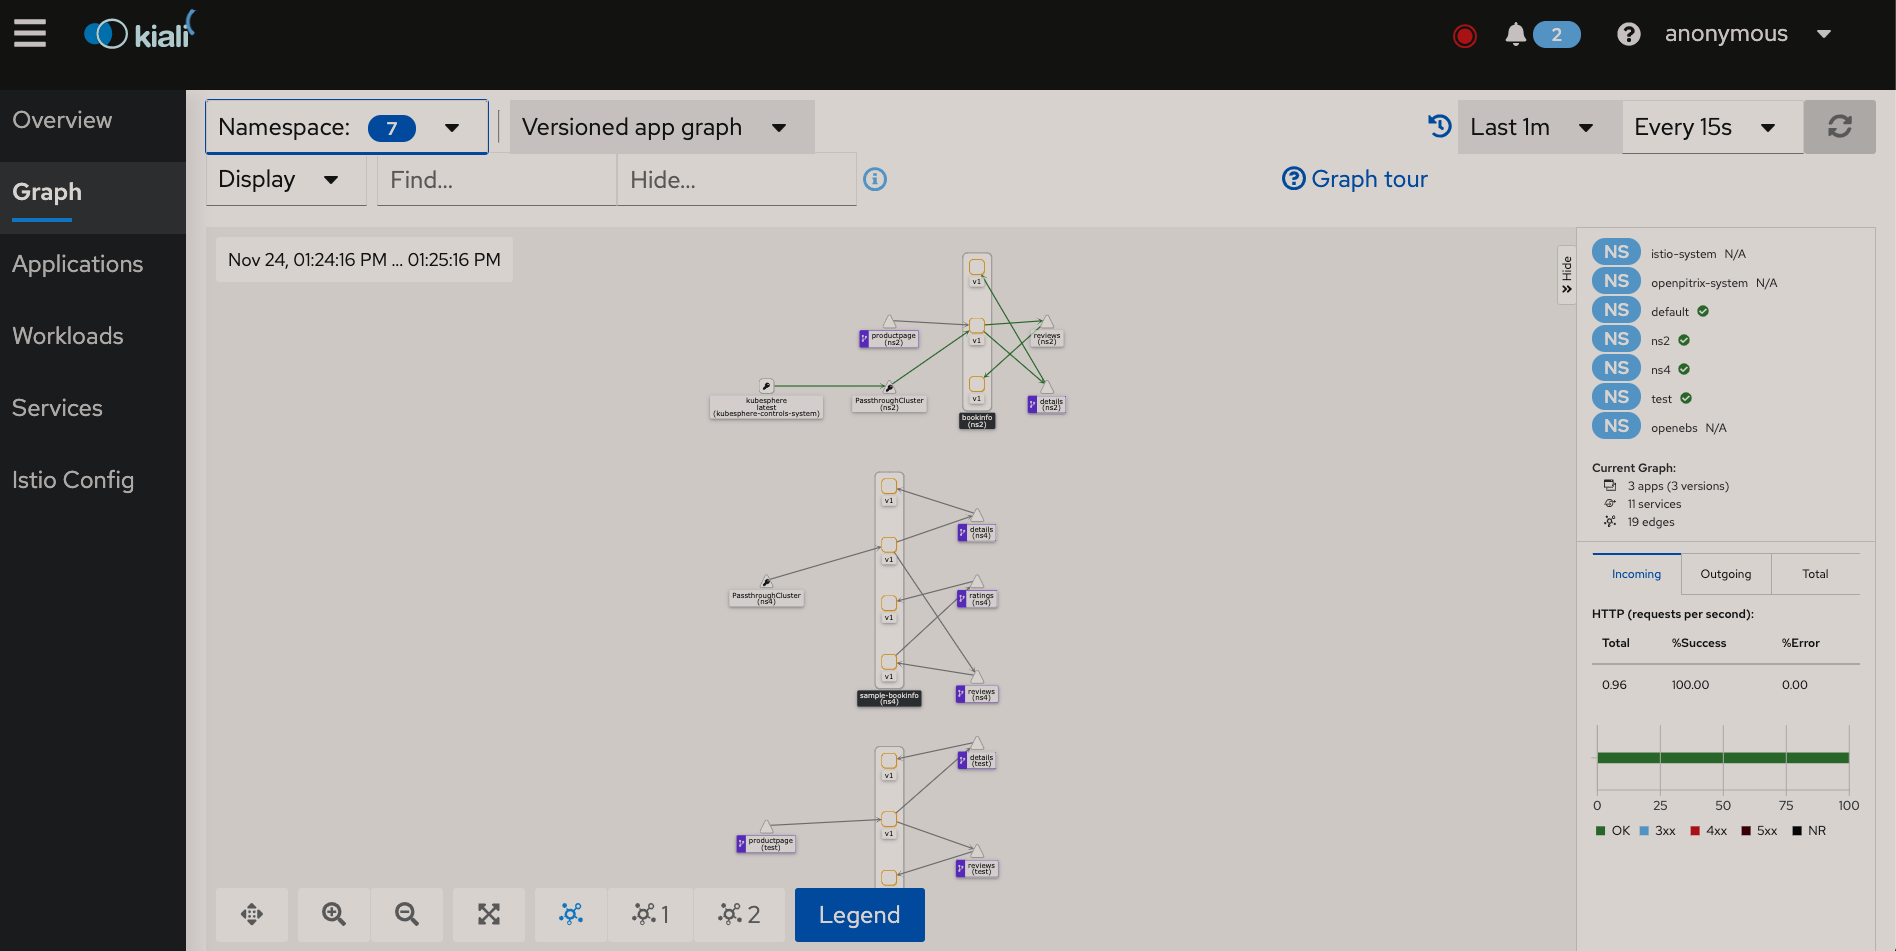 kiali
2
anonymous
Overview
Graph
Applications
Workloads
Services
Istio Config
Namespace: 7
Versioned app graph
Last 1m
Every 15s
Display
Find...
Hide...
Graph tour
Nov 24, 01:24:16 PM ... 01:25:16 PM
v1
productpage
(ns2)
v1
reviews
(ns2)
kubesphere
latest
(kubesphere-controls-system)
PassthroughCluster
(ns2)
v1
details
(ns2)
bookinfo
(ns2)
v1
details
(ns4)
v1
PassthroughCluster
(ns4)
ratings
(ns4)
v1
v1
reviews
(ns4)
sample-bookinfo
(ns4)
details
(test)
v1
productpage
(test)
v1
reviews
(test)
1
2
Legend
Hide
NS istio-system N/A
NS openpitrix-system N/A
NS default
NS ns2
NS ns4
NS test
NS openebs N/A
Current Graph:
3 apps (3 versions)
11 services
19 edges
Incoming Outgoing Total
HTTP (requests per second):
Total %Success %Error
0.96 100.00 0.00
0 25 50 75 100
OK 3xx 4xx 5xx NR